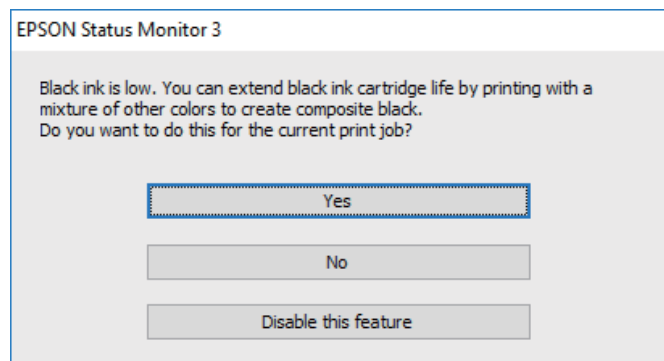 EPSON Status Monitor 3
Black ink is low. You can extend black ink cartridge life by printing with a
mixture of other colors to create composite black.
Do you want to do this for the current print job?
Yes
No
Disable this feature